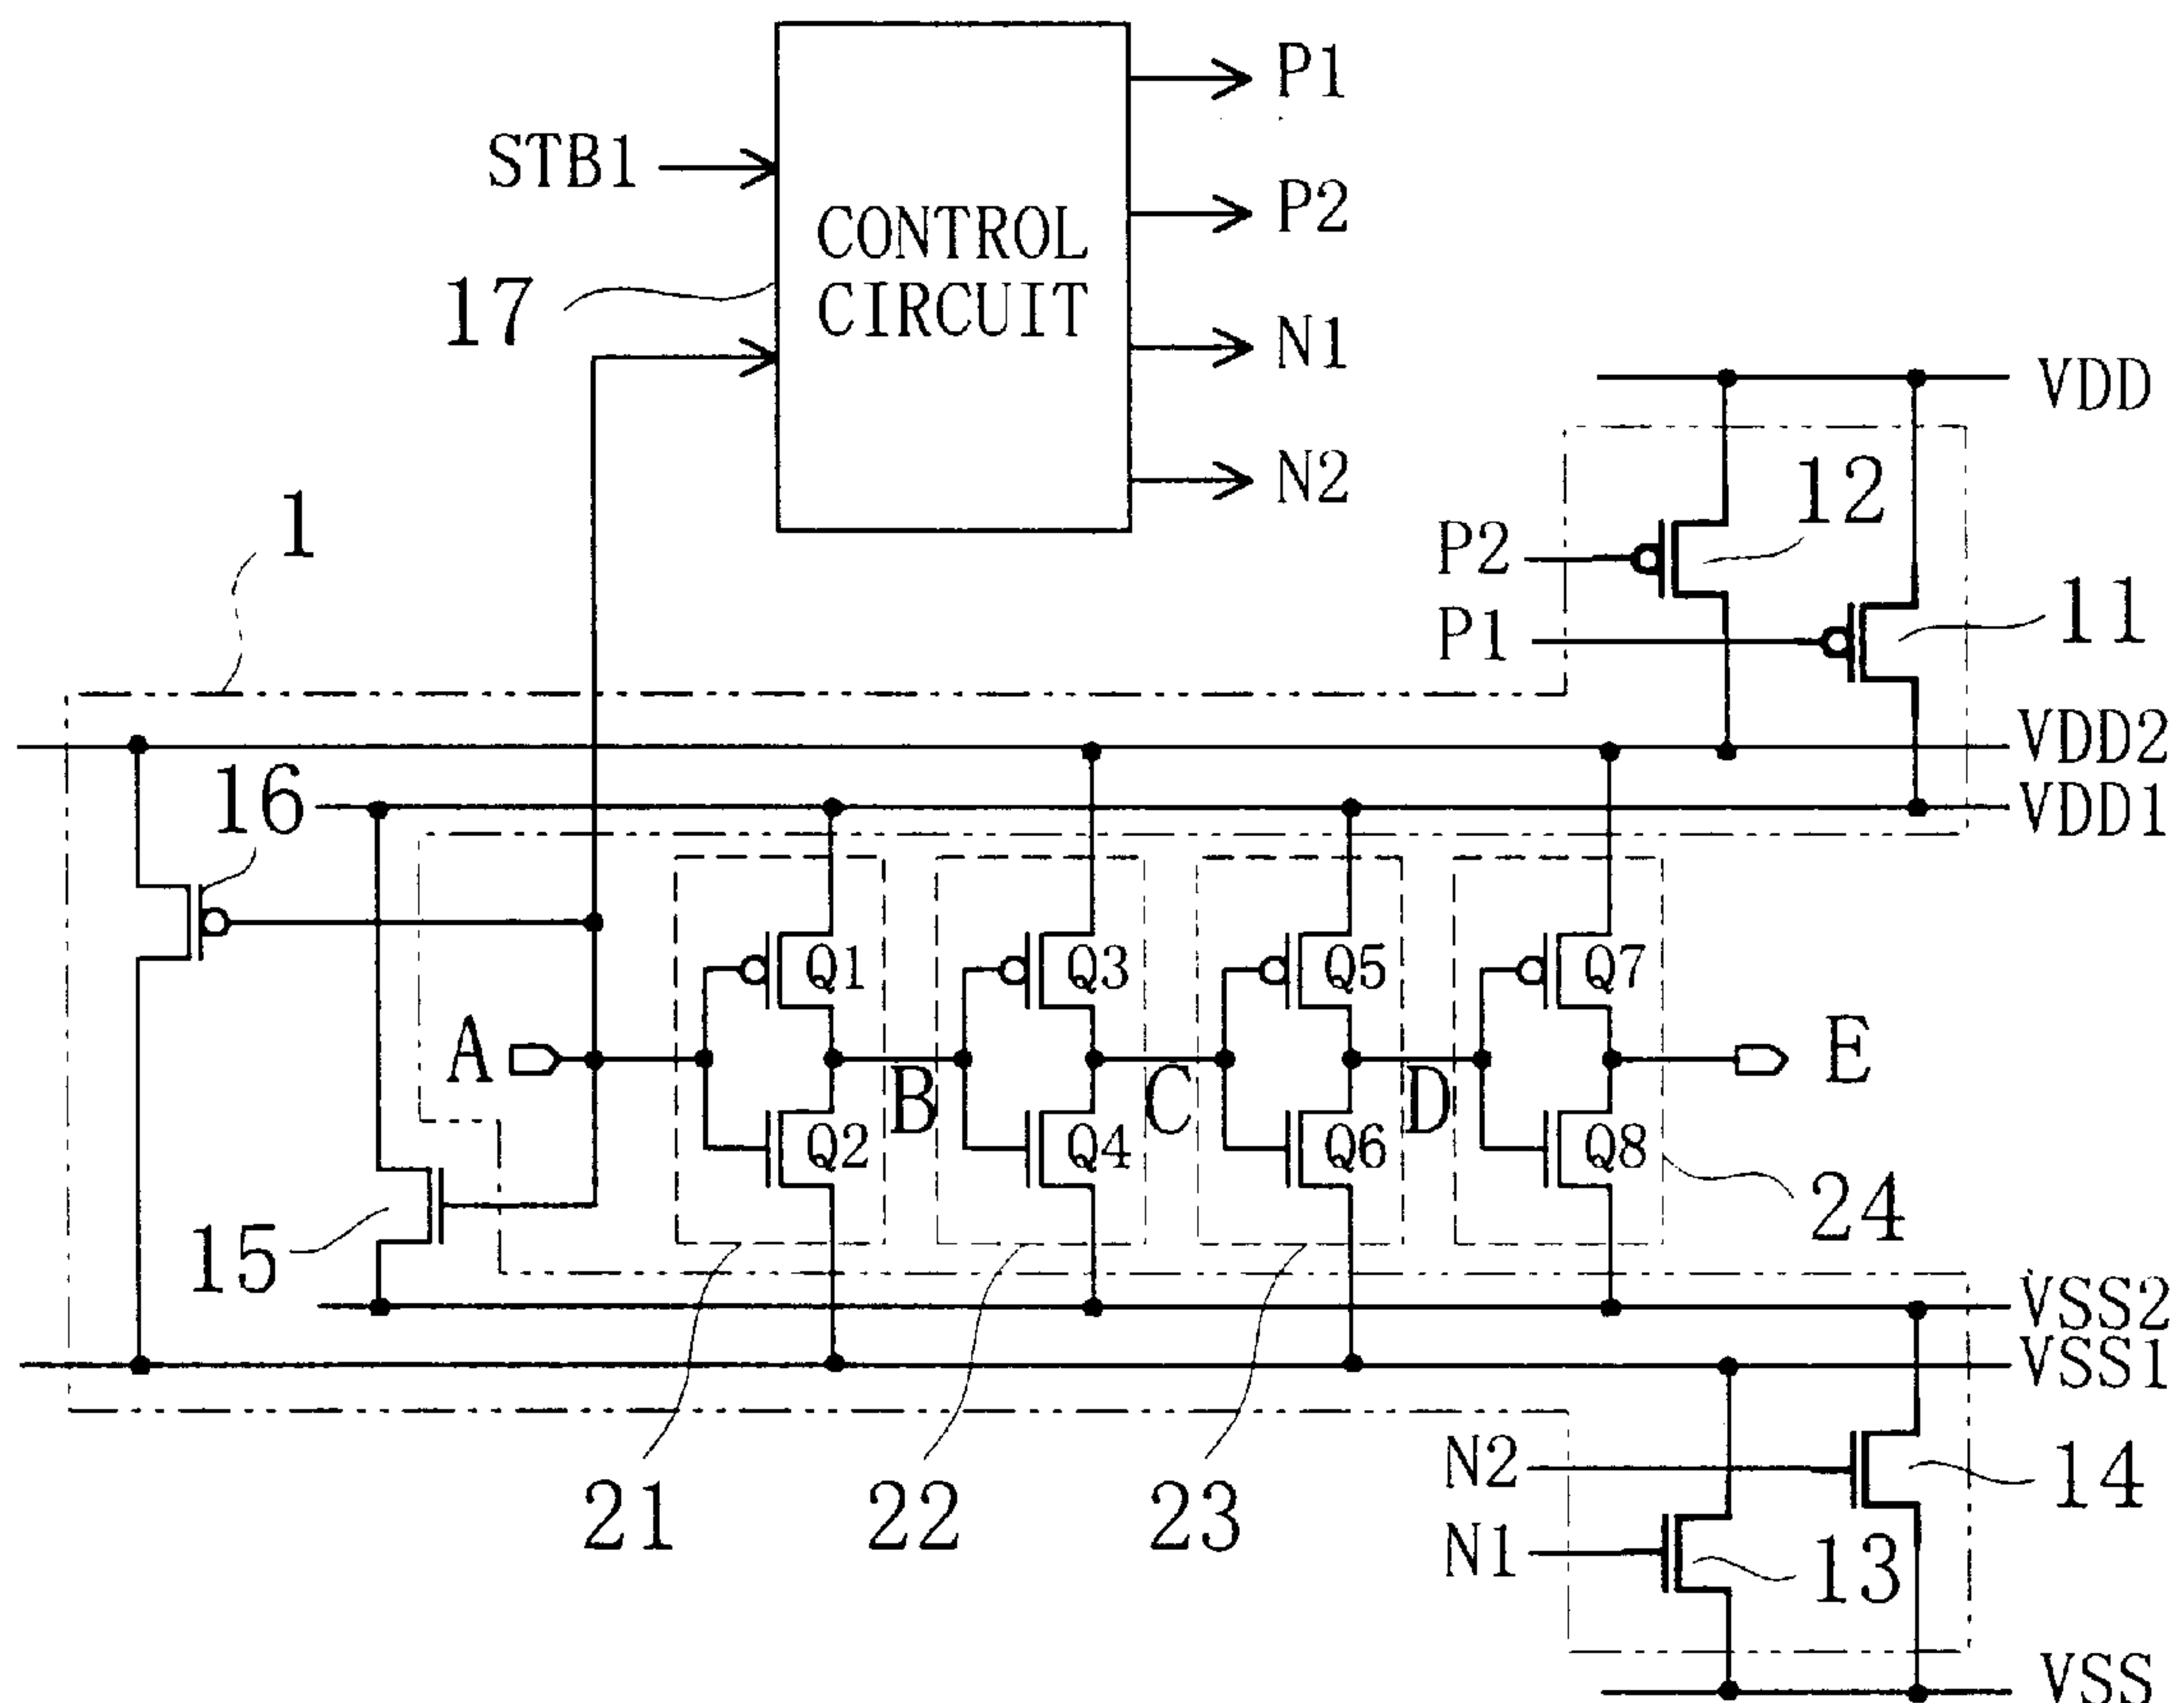 P1
STB1
P2
CONTROL
CIRCUIT
17
N1
VDD
N2
12
1
P2
11
P1
VDD2
16
VDD1
Q1
Q3
Q5
Q7
A
B
C
D
E
Q2
Q4
Q6
Q8
24
15
VSS2
VSS1
N2
14
21
22
23
N1
13
VSS